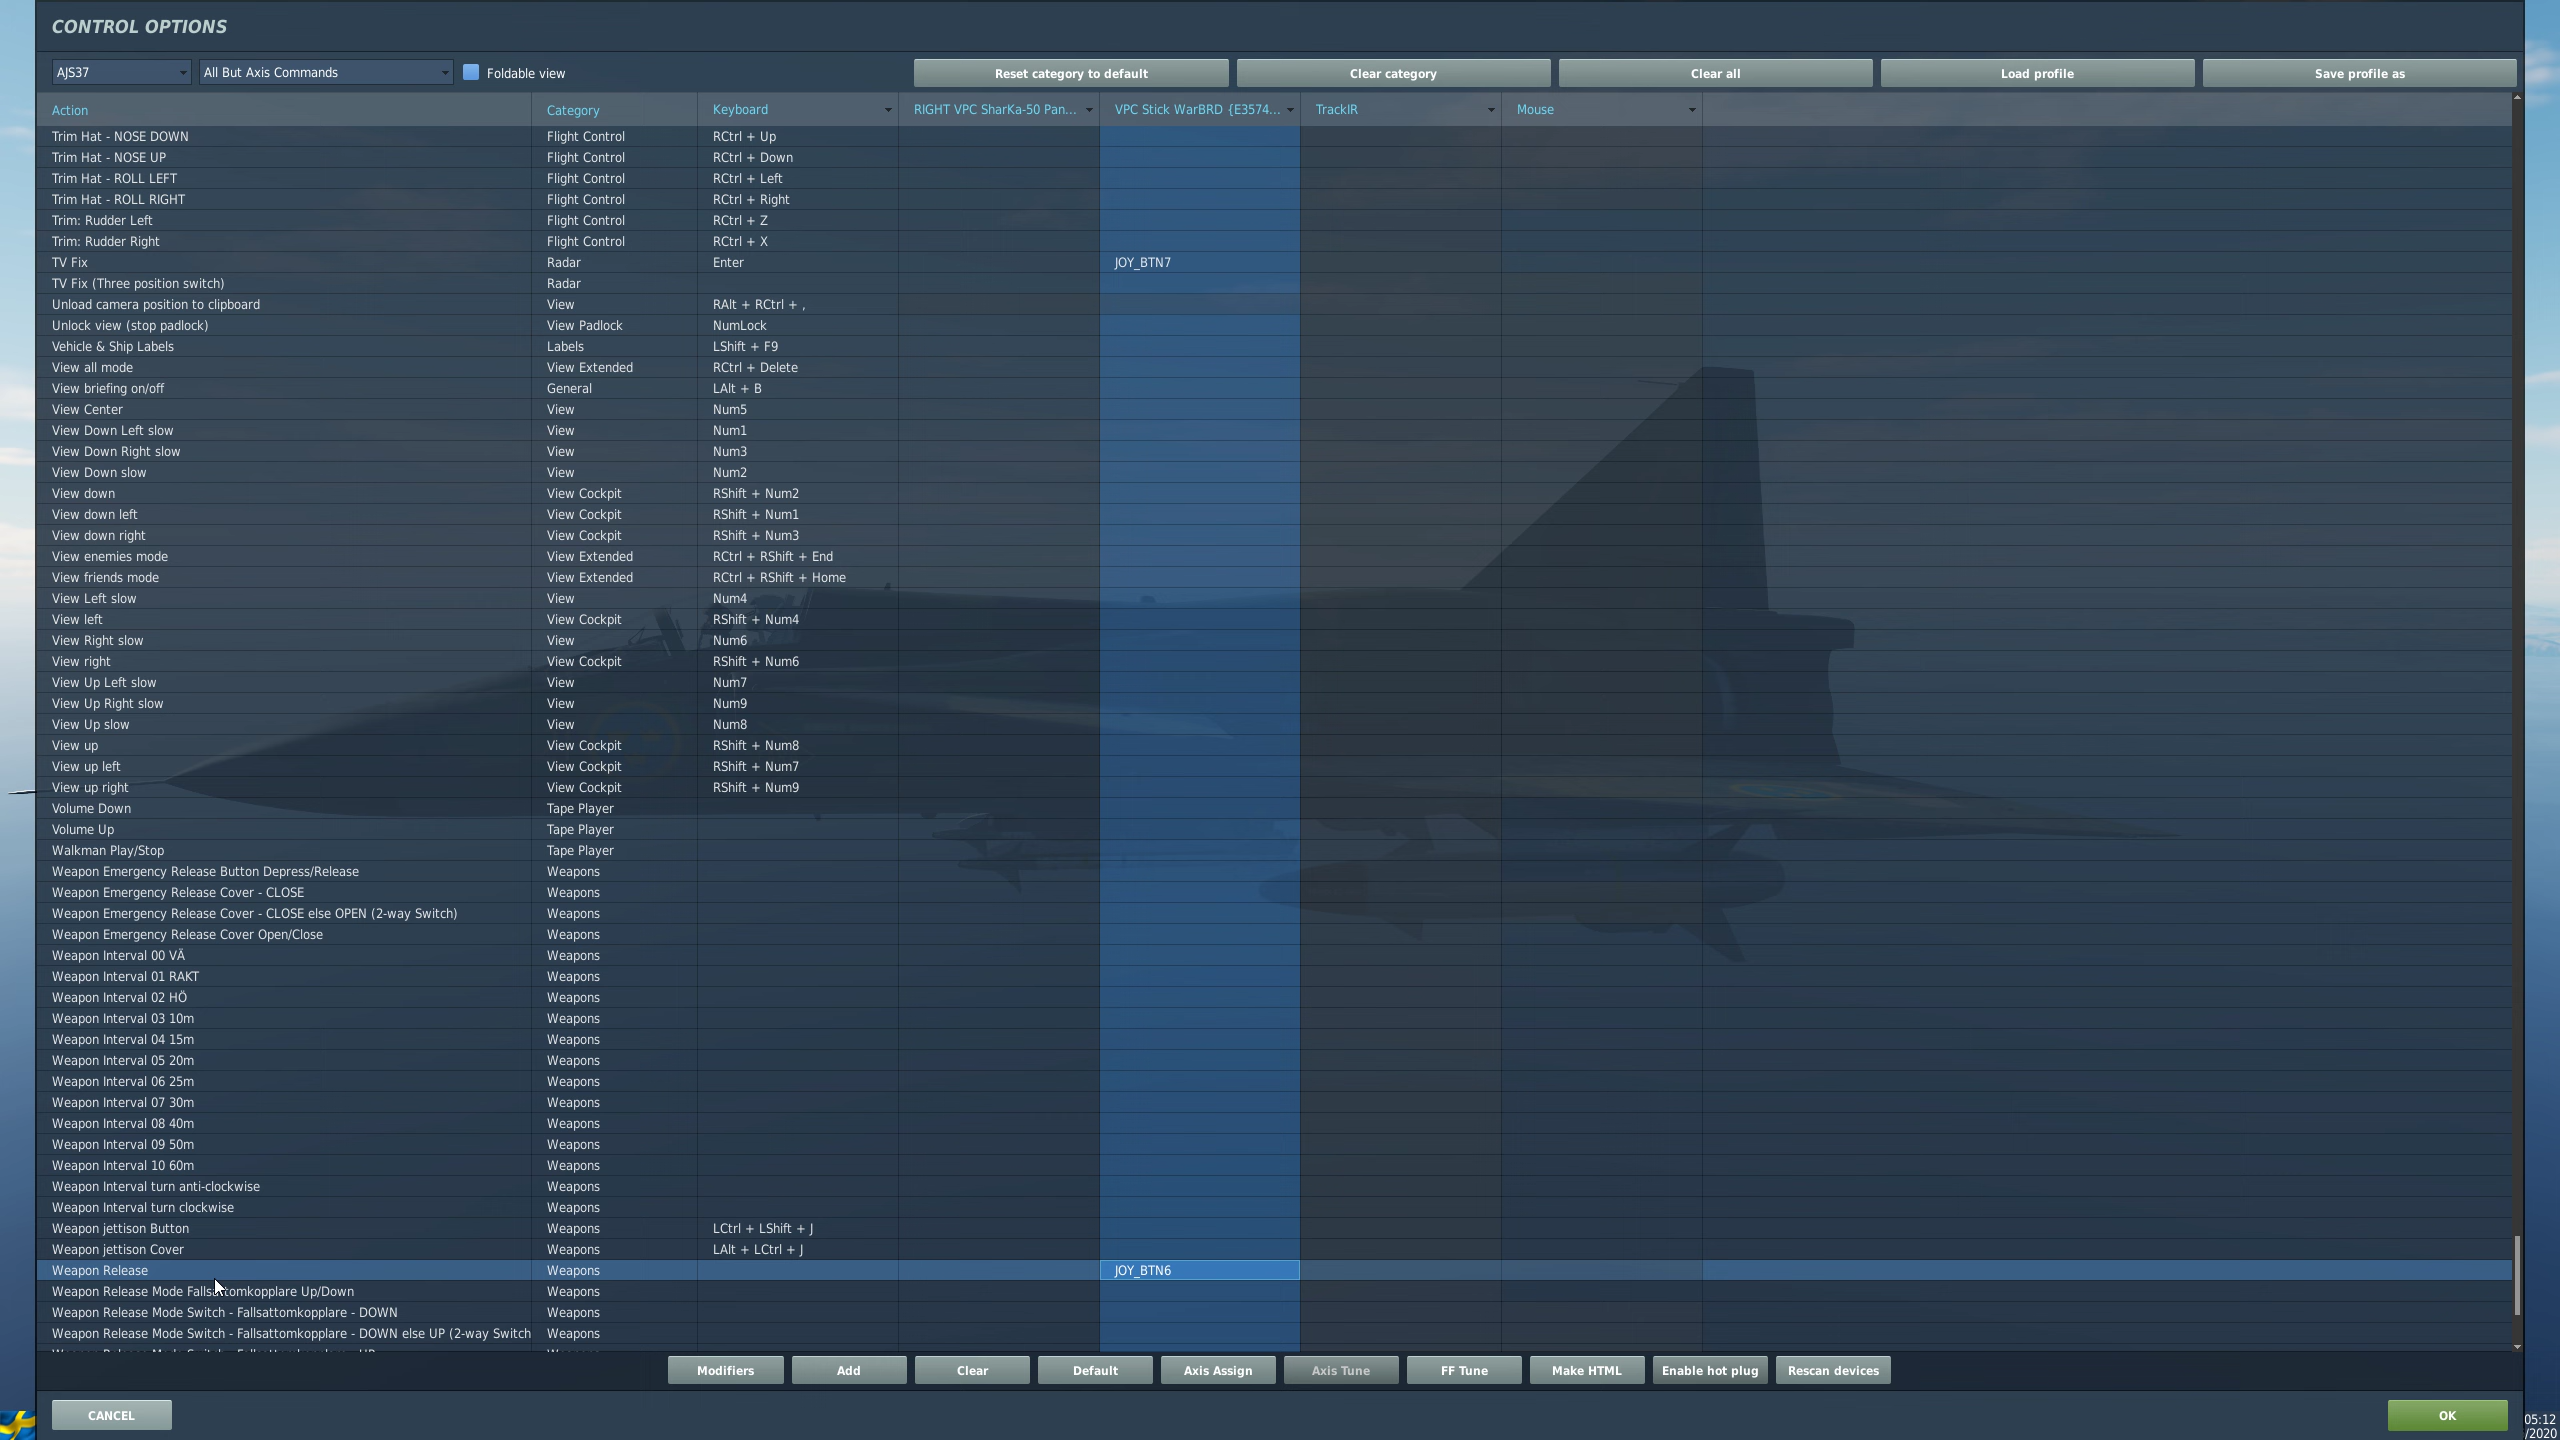 CONTROL OPTIONS
AJS37 All But Axis Commands Foldable view Reset category to default Clear category Clear all Load profile Save profile as
Action Category Keyboard RIGHT VPC SharKa-50 Pan... VPC Stick WarBRD {E3574... TrackIR Mouse
Trim Hat - NOSE DOWN Flight Control RCtrl + Up
Trim Hat - NOSE UP Flight Control RCtrl + Down
Trim Hat - ROLL LEFT Flight Control RCtrl + Left
Trim Hat - ROLL RIGHT Flight Control RCtrl + Right
Trim: Rudder Left Flight Control RCtrl + Z
Trim: Rudder Right Flight Control RCtrl + X
TV Fix Radar Enter JOY_BTN7
TV Fix (Three position switch) Radar
Unload camera position to clipboard View RAlt + RCtrl + ,
Unlock view (stop padlock) View Padlock NumLock
Vehicle & Ship Labels Labels LShift + F9
View all mode View Extended RCtrl + Delete
View briefing on/off General LAlt + B
View Center View Num5
View Down Left slow View Num1
View Down Right slow View Num3
View Down slow View Num2
View down View Cockpit RShift + Num2
View down left View Cockpit RShift + Num1
View down right View Cockpit RShift + Num3
View enemies mode View Extended RCtrl + RShift + End
View friends mode View Extended RCtrl + RShift + Home
View Left slow View Num4
View left View Cockpit RShift + Num4
View Right slow View Num6
View right View Cockpit RShift + Num6
View Up Left slow View Num7
View Up Right slow View Num9
View Up slow View Num8
View up View Cockpit RShift + Num8
View up left View Cockpit RShift + Num7
View up right View Cockpit RShift + Num9
Volume Down Tape Player
Volume Up Tape Player
Walkman Play/Stop Tape Player
Weapon Emergency Release Button Depress/Release Weapons
Weapon Emergency Release Cover - CLOSE Weapons
Weapon Emergency Release Cover - CLOSE else OPEN (2-way Switch) Weapons
Weapon Emergency Release Cover Open/Close Weapons
Weapon Interval 00 VÄ Weapons
Weapon Interval 01 RAKT Weapons
Weapon Interval 02 HÖ Weapons
Weapon Interval 03 10m Weapons
Weapon Interval 04 15m Weapons
Weapon Interval 05 20m Weapons
Weapon Interval 06 25m Weapons
Weapon Interval 07 30m Weapons
Weapon Interval 08 40m Weapons
Weapon Interval 09 50m Weapons
Weapon Interval 10 60m Weapons
Weapon Interval turn anti-clockwise Weapons
Weapon Interval turn clockwise Weapons
Weapon jettison Button Weapons LCtrl + LShift + J
Weapon jettison Cover Weapons LAlt + LCtrl + J
Weapon Release Weapons JOY_BTN6
Weapon Release Mode Fallsattomkopplare Up/Down Weapons
Weapon Release Mode Switch - Fallsattomkopplare - DOWN Weapons
Weapon Release Mode Switch - Fallsattomkopplare - DOWN else UP (2-way Switch Weapons
Modifiers Add Clear Default Axis Assign Axis Tune FF Tune Make HTML Enable hot plug Rescan devices
CANCEL OK
05:12
/2020